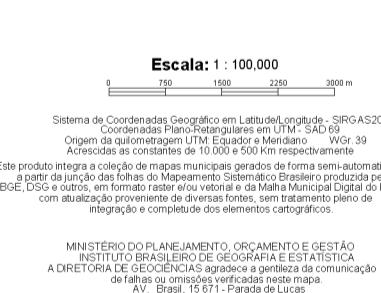 Escala: 1 : 100,000
0 750 1500 2250 3000 m
Sistema de Coordenadas Geográfico em Latitude/Longitude - SIRGAS20
Coordenadas Plano-Retangulares em UTM - SAD 69
Origem da quilometragem UTM: Equador e Meridiano WGr. 39
Acrescidas as constantes de 10.000 e 500 Km respectivamente
Este produto integra a coleção de mapas municipais gerados de forma semi-automati
a partir da junção das folhas do Mapeamento Sistemático Brasileiro produzida pe
BGE, DSG e outros, em formato raster e/ou vetorial e da Malha Municipal Digital do
com atualização proveniente de diversas fontes, sem tratamento pleno de
integração e completude dos elementos cartográficos.
MINISTÉRIO DO PLANEJAMENTO, ORÇAMENTO E GESTÃO
INSTITUTO BRASILEIRO DE GEOGRAFIA E ESTATÍSTICA
A DIRETORIA DE GEOCIÊNCIAS agradece a gentileza da comunicação
de falhas ou omissões verificadas neste mapa.
AV. Brasil, 15 671 - Parada de Lucas